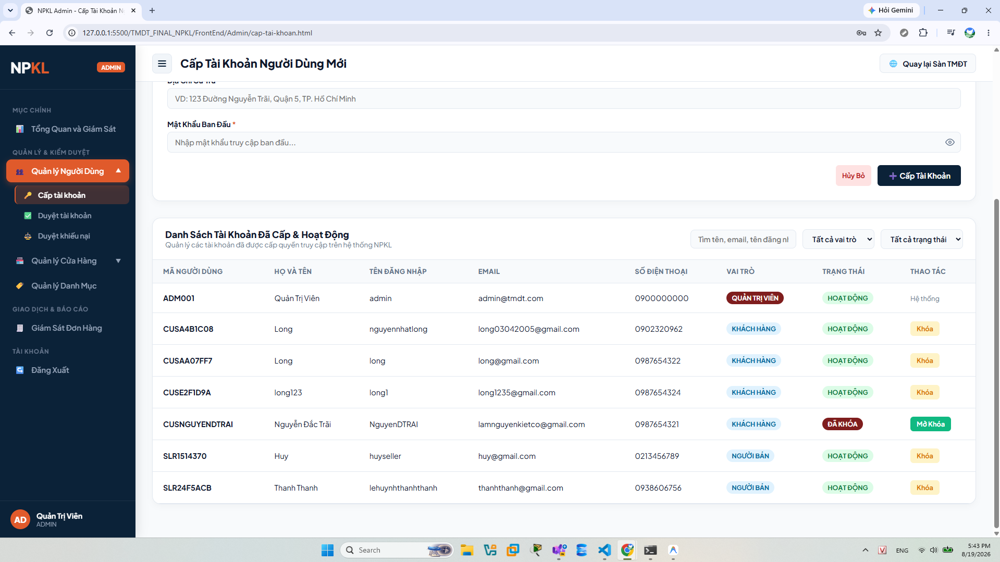 NPKL Admin - Cấp Tài Khoản N
Hỏi Gemini
127.0.0.1:5500/TMDT_FINAL_NPKL/FrontEnd/Admin/cap-tai-khoan.html
NPKL ADMIN
MỤC CHÍNH
Tổng Quan và Giám Sát
QUẢN LÝ & KIỂM DUYỆT
Quản lý Người Dùng ▲
Cấp tài khoản
Duyệt tài khoản
Duyệt khiếu nại
Quản lý Cửa Hàng ▼
Quản lý Danh Mục
GIAO DỊCH & BÁO CÁO
Giám Sát Đơn Hàng
TÀI KHOẢN
Đăng Xuất
AD
Quản Trị Viên
ADMIN
Cấp Tài Khoản Người Dùng Mới
Quay lại Sàn TMĐT
Địa Chỉ Cư Trú
VD: 123 Đường Nguyễn Trãi, Quận 5, TP. Hồ Chí Minh
Mật Khẩu Ban Đầu *
Nhập mật khẩu truy cập ban đầu...
Hủy Bỏ
Cấp Tài Khoản
Danh Sách Tài Khoản Đã Cấp & Hoạt Động
Quản lý các tài khoản đã được cấp quyền truy cập trên hệ thống NPKL
Tìm tên, email, tên đăng nh
Tất cả vai trò
Tất cả trạng thái
MÃ NGƯỜI DÙNG HỌ VÀ TÊN TÊN ĐĂNG NHẬP EMAIL SỐ ĐIỆN THOẠI VAI TRÒ TRẠNG THÁI THAO TÁC
ADM001 Quản Trị Viên admin admin@tmdt.com 0900000000 QUẢN TRỊ VIÊN HOẠT ĐỘNG Hệ thống
CUSA4B1C08 Long nguyennhatlong long03042005@gmail.com 0902320962 KHÁCH HÀNG HOẠT ĐỘNG Khóa
CUSAA07FF7 Long long long@gmail.com 0987654322 KHÁCH HÀNG HOẠT ĐỘNG Khóa
CUSE2F1D9A long123 long1 long1235@gmail.com 0987654324 KHÁCH HÀNG HOẠT ĐỘNG Khóa
CUSNGUYENDTRAI Nguyễn Đắc Trãi NguyenDTRAI lamnguyenkietco@gmail.com 0987654321 KHÁCH HÀNG ĐÃ KHÓA Mở Khóa
SLR1514370 Huy huyseller huy@gmail.com 0213456789 NGƯỜI BÁN HOẠT ĐỘNG Khóa
SLR24F5ACB Thanh Thanh lehuynhthanhthanh thanhthanh@gmail.com 0938606756 NGƯỜI BÁN HOẠT ĐỘNG Khóa
Search
ENG
5:43 PM
8/19/2026